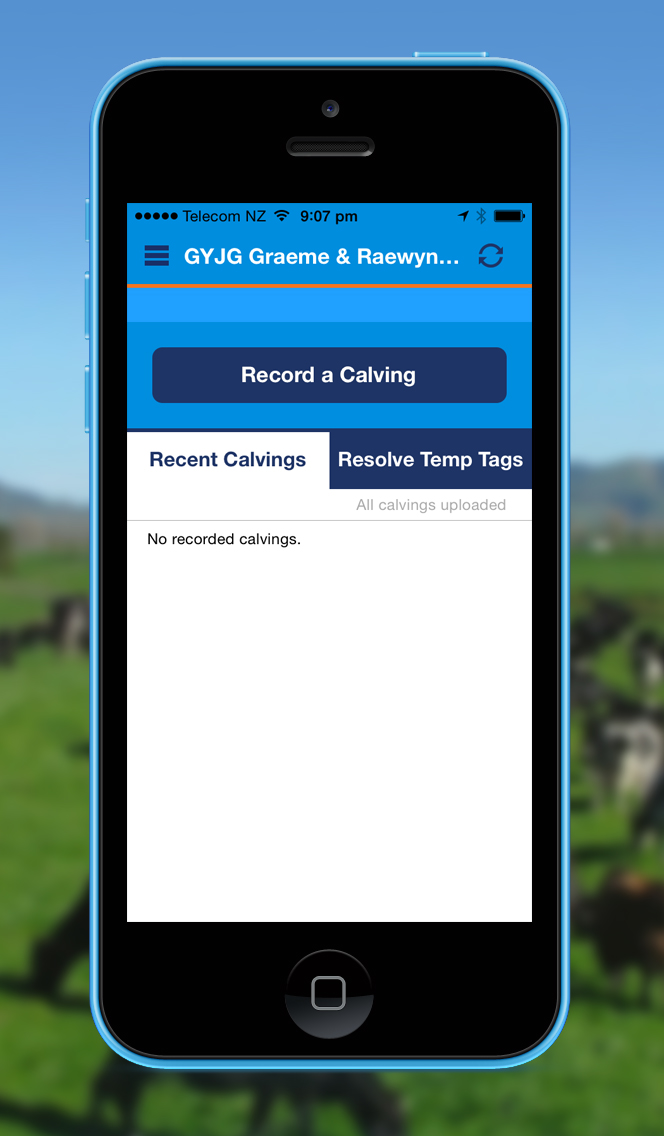 Telecom NZ 9:07 pm
GYJG Graeme & Raewyn...
Record a Calving
Recent Calvings Resolve Temp Tags
All calvings uploaded
No recorded calvings.